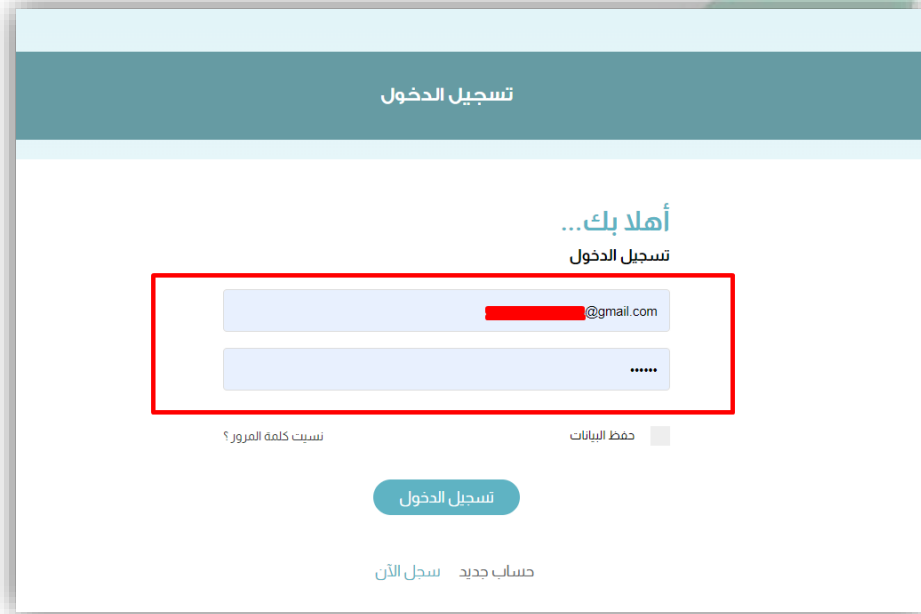 تسجيل الدخول
أهلا بك...
تسجيل الدخول
@gmail.com
••••••
حفظ البيانات
نسيت كلمة المرور ؟
تسجيل الدخول
حساب جديد سجل الآن